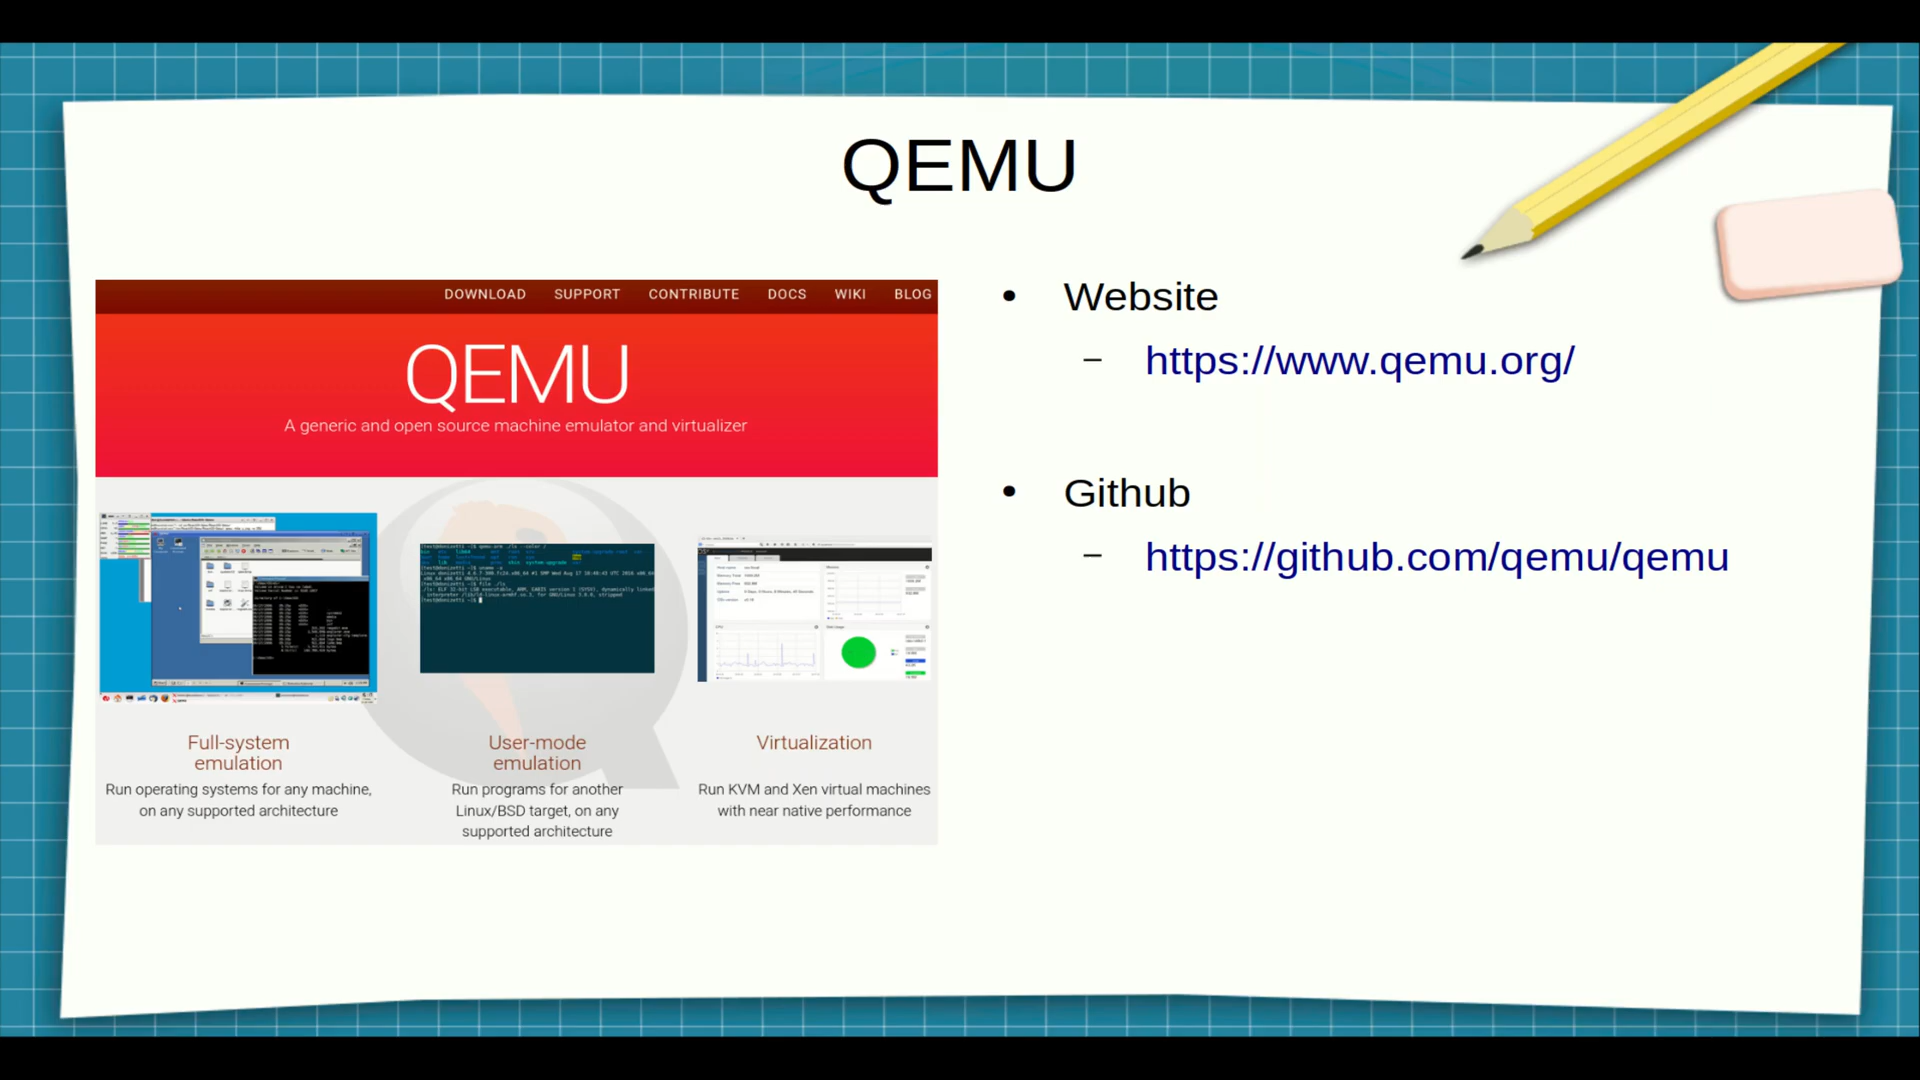 QEMU
DOWNLOAD SUPPORT CONTRIBUTE DOCS WIKI BLOG
QEMU
A generic and open source machine emulator and virtualizer
Full-system
emulation
Run operating systems for any machine,
on any supported architecture
User-mode
emulation
Run programs for another
Linux/BSD target, on any
supported architecture
Virtualization
Run KVM and Xen virtual machines
with near native performance
• Website
– https://www.qemu.org/
• Github
– https://github.com/qemu/qemu